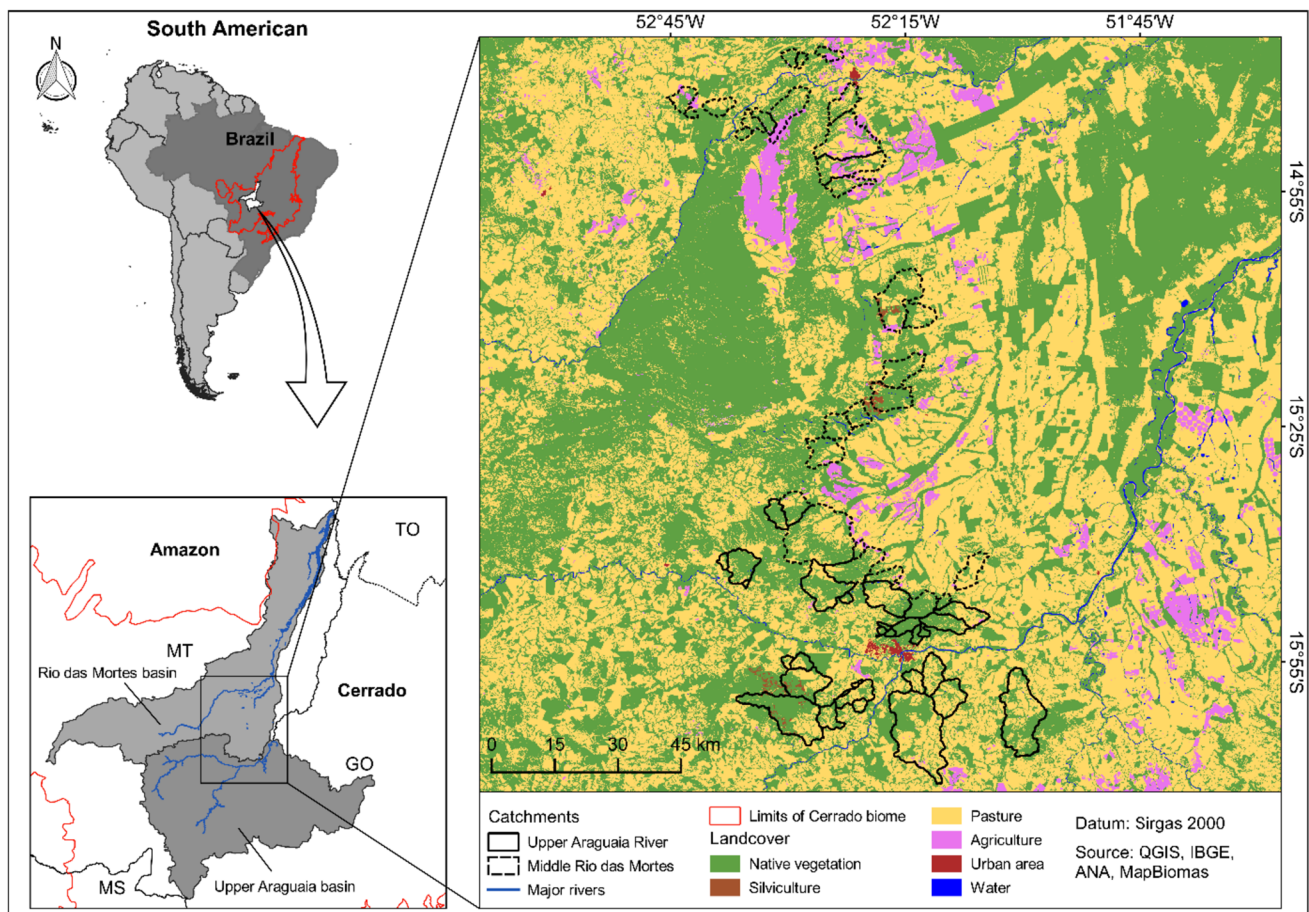 South American
N
Brazil
52°45'W
52°15'W
51°45'W
14°55'S
15°25'S
15°55'S
0 15 30 45 km
Amazon
TO
MT
Rio das Mortes basin
Cerrado
GO
MS
Upper Araguaia basin
Catchments
Upper Araguaia River
Middle Rio das Mortes
Major rivers
Limits of Cerrado biome
Landcover
Native vegetation
Silviculture
Pasture
Agriculture
Urban area
Water
Datum: Sirgas 2000
Source: QGIS, IBGE,
ANA, MapBiomas